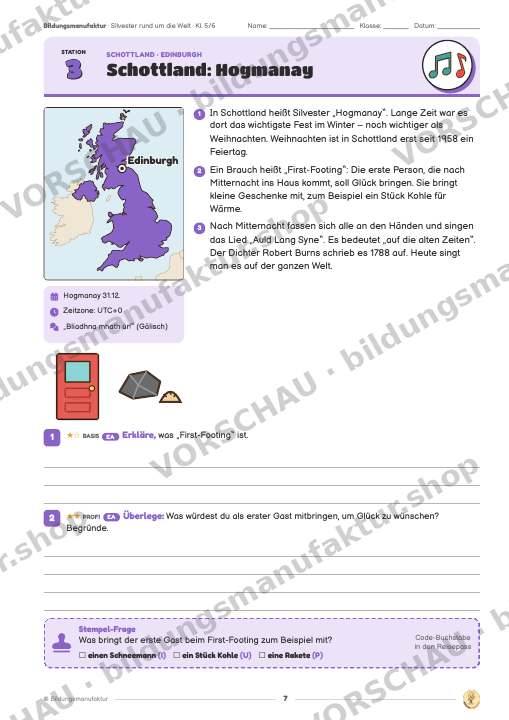 Bildungsmanufaktur · Silvester rund um die Welt · Kl. 5/6 Name: Klasse: Datum:
STATION
3
SCHOTTLAND · EDINBURGH
Schottland: Hogmanay
Edinburgh
1 In Schottland heißt Silvester „Hogmanay“. Lange Zeit war es
dort das wichtigste Fest im Winter – noch wichtiger als
Weihnachten. Weihnachten ist in Schottland erst seit 1958 ein
Feiertag.
2 Ein Brauch heißt „First-Footing“: Die erste Person, die nach
Mitternacht ins Haus kommt, soll Glück bringen. Sie bringt
kleine Geschenke mit, zum Beispiel ein Stück Kohle für
Wärme.
3 Nach Mitternacht fassen sich alle an den Händen und singen
das Lied „Auld Lang Syne“. Es bedeutet „auf die alten Zeiten“.
Der Dichter Robert Burns schrieb es 1788 auf. Heute singt
man es auf der ganzen Welt.
Hogmanay 31.12.
Zeitzone: UTC+0
„Bliadhna mhath ùr!“ (Gälisch)
1 BASIS EA Erkläre, was „First-Footing“ ist.
2 PROFI EA Überlege: Was würdest du als erster Gast mitbringen, um Glück zu wünschen?
Begründe.
Stempel-Frage
Was bringt der erste Gast beim First-Footing zum Beispiel mit?
☐ einen Schneemann (I) ☐ ein Stück Kohle (U) ☐ eine Rakete (P)
Code-Buchstabe
in den Reisepass
© Bildungsmanufaktur
7
VORSCHAU · bildungsmanufaktur.shop